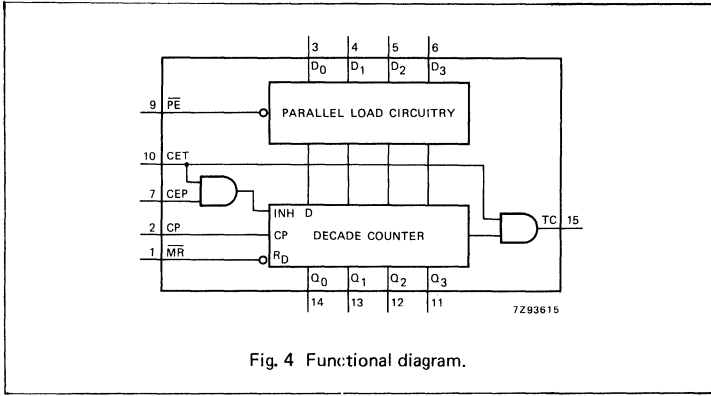 3 4 5 6
D0 D1 D2 D3
9 PE
PARALLEL LOAD CIRCUITRY
10 CET
7 CEP
INH D
TC 15
2 CP
CP DECADE COUNTER
1 MR
RD
Q0 Q1 Q2 Q3
14 13 12 11
7Z93615
Fig. 4 Functional diagram.